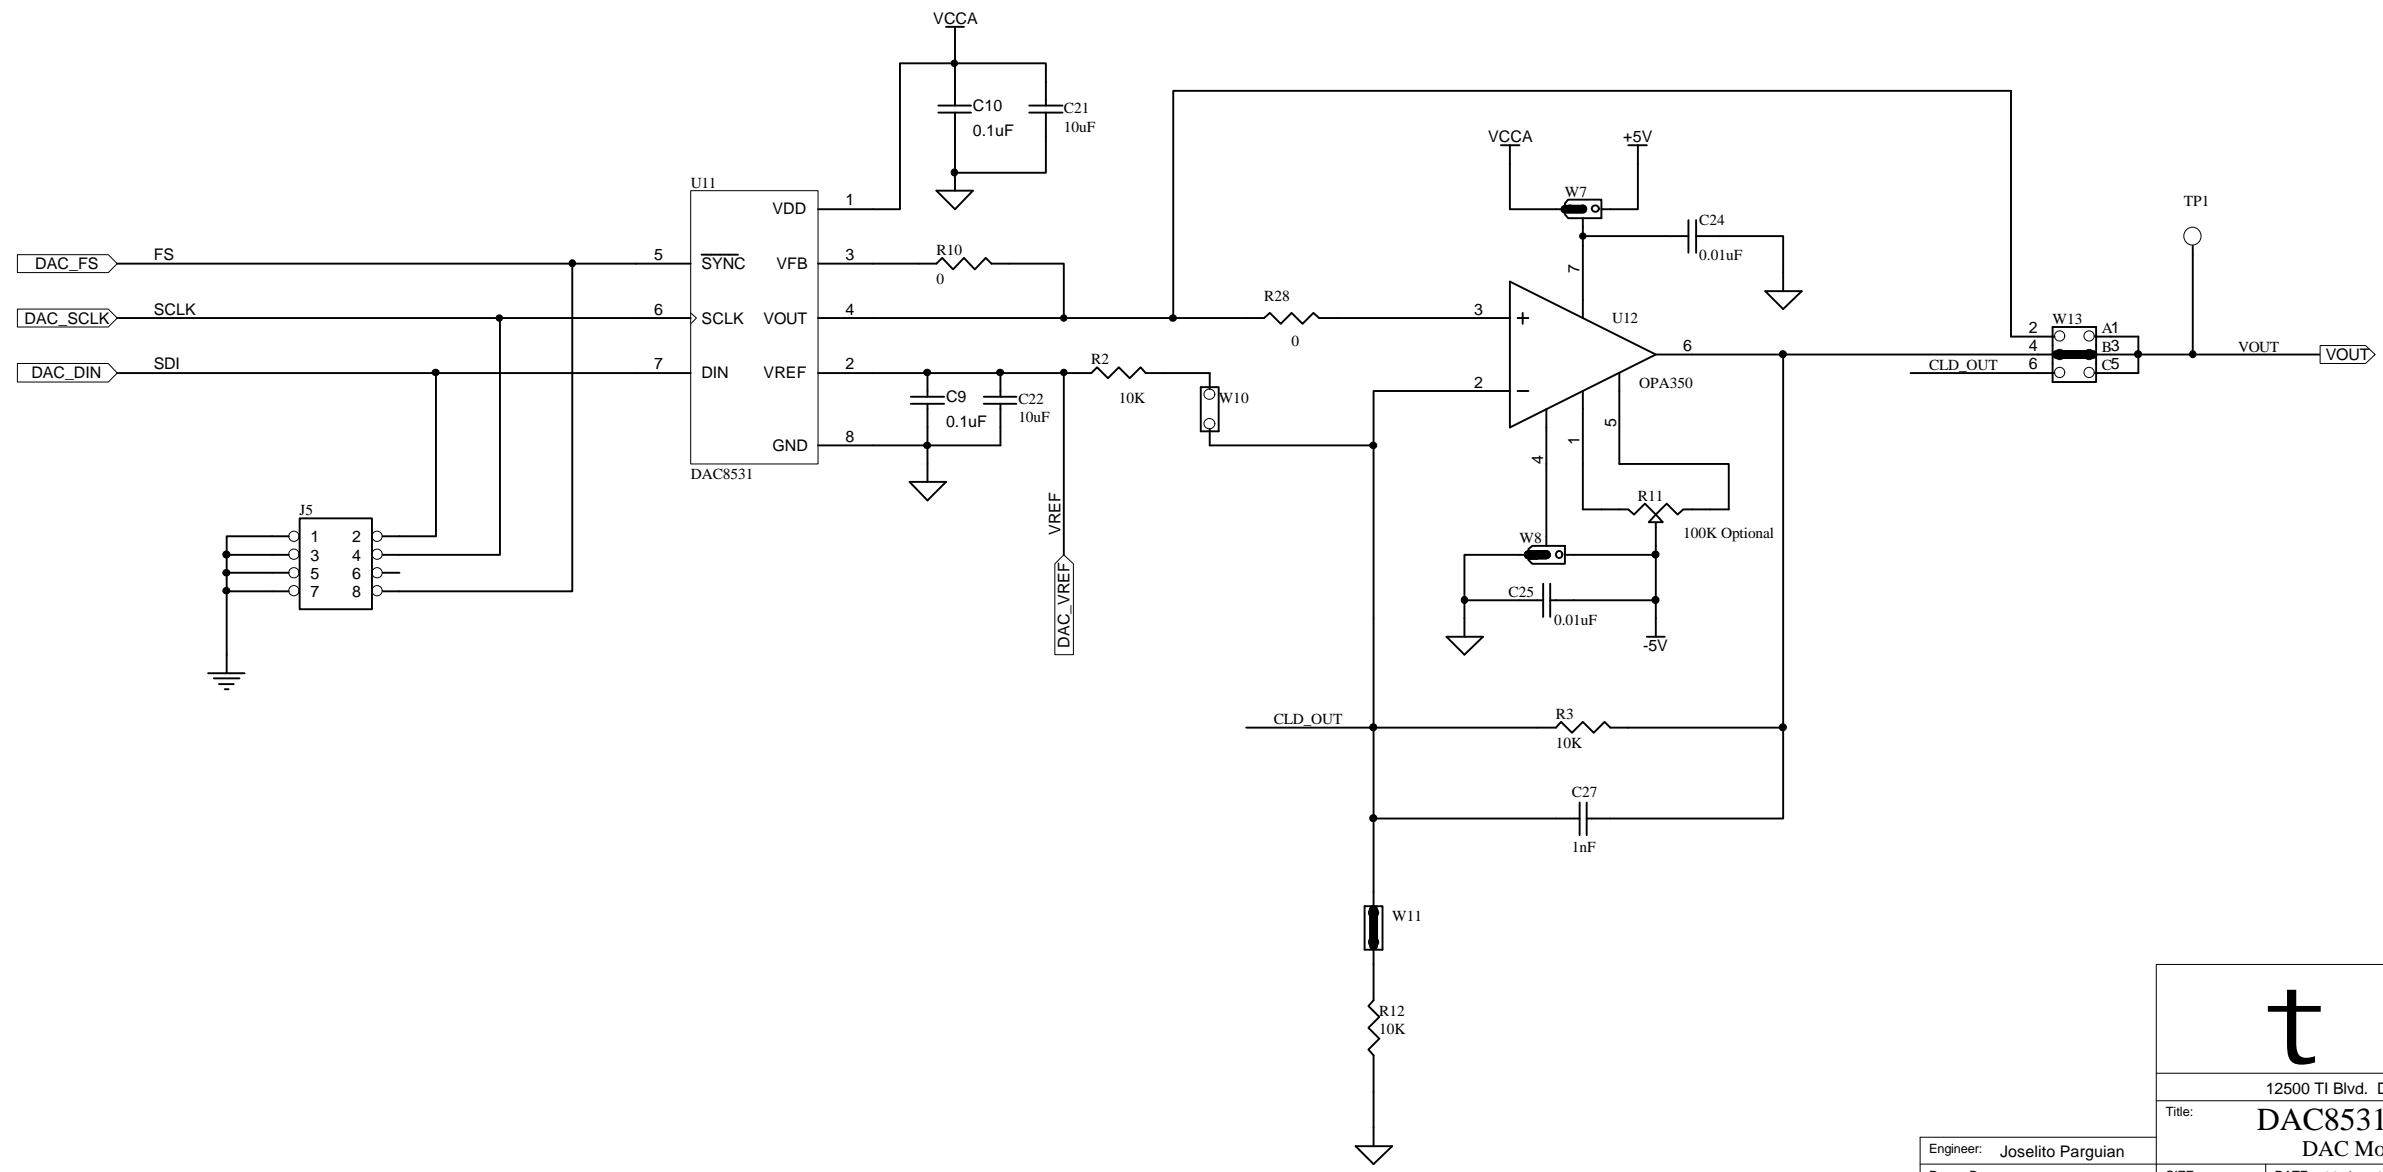 VCCA
C10
0.1uF
C21
10uF
VCCA
+5V
W7
C24
0.01uF
7
TP1
U11
VDD
1
DAC_FS
FS
5
SYNC
VFB
3
R10
0
DAC_SCLK
SCLK
6
SCLK
VOUT
4
R28
0
3
+
U12
DAC_DIN
SDI
7
DIN
VREF
2
R2
10K
2
−
OPA350
6
W13
2
A1
4
B3
CLD_OUT
6
C5
VOUT
VOUT
C9
0.1uF
C22
10uF
W10
GND
8
DAC8531
VREF
DAC_VREF
4
1
5
R11
100K Optional
W8
C25
0.01uF
-5V
J5
1
2
3
4
5
6
7
8
CLD_OUT
R3
10K
C27
1nF
W11
R12
10K
t
12500 TI Blvd.
Title:
DAC8531
DAC Mo
Engineer:
Joselito Parguian